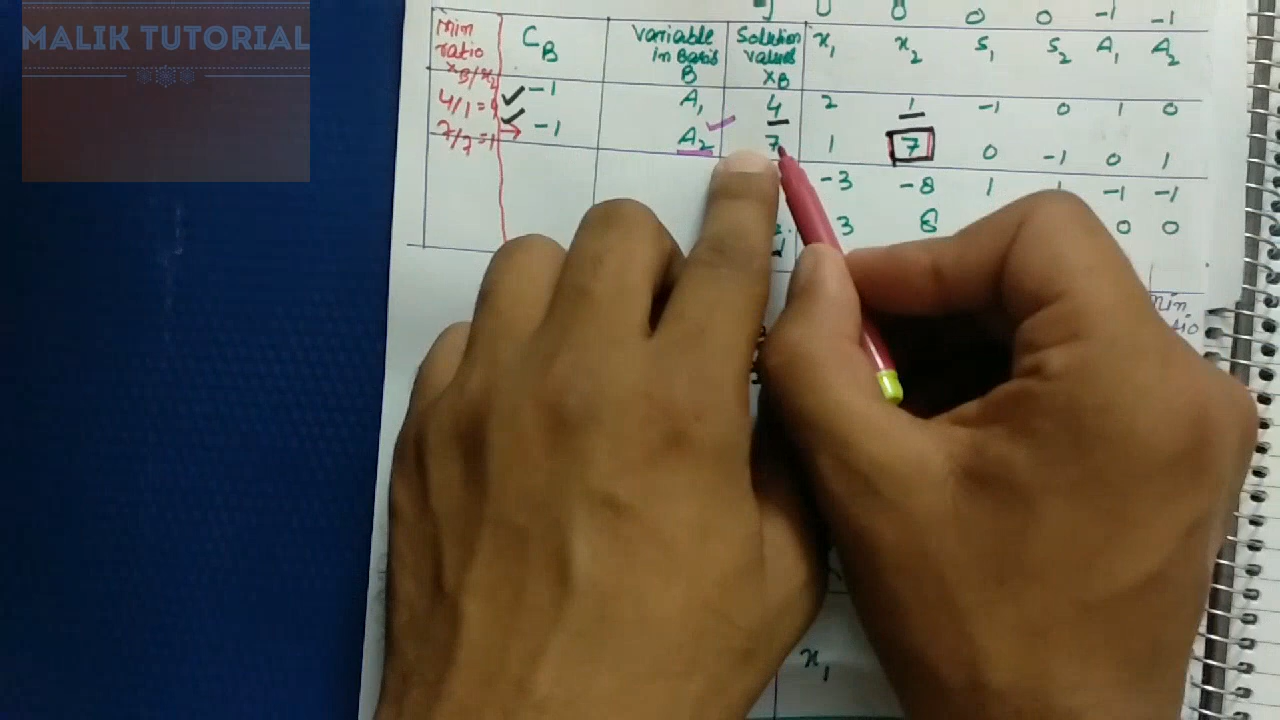 MALIK TUTORIAL
0 0 0 -1 -1
Min ratio XB/x2 CB Variable in Basis B Solution values XB x1 x2 S1 S2 A1 A2
4/1 = -1 A1 4 2 1 -1 0 1 0
7/7 = 1 → -1 A2 7 1 7 0 -1 0 1
-3 -8 1 -1 -1
3 8 0 0
Min
x1